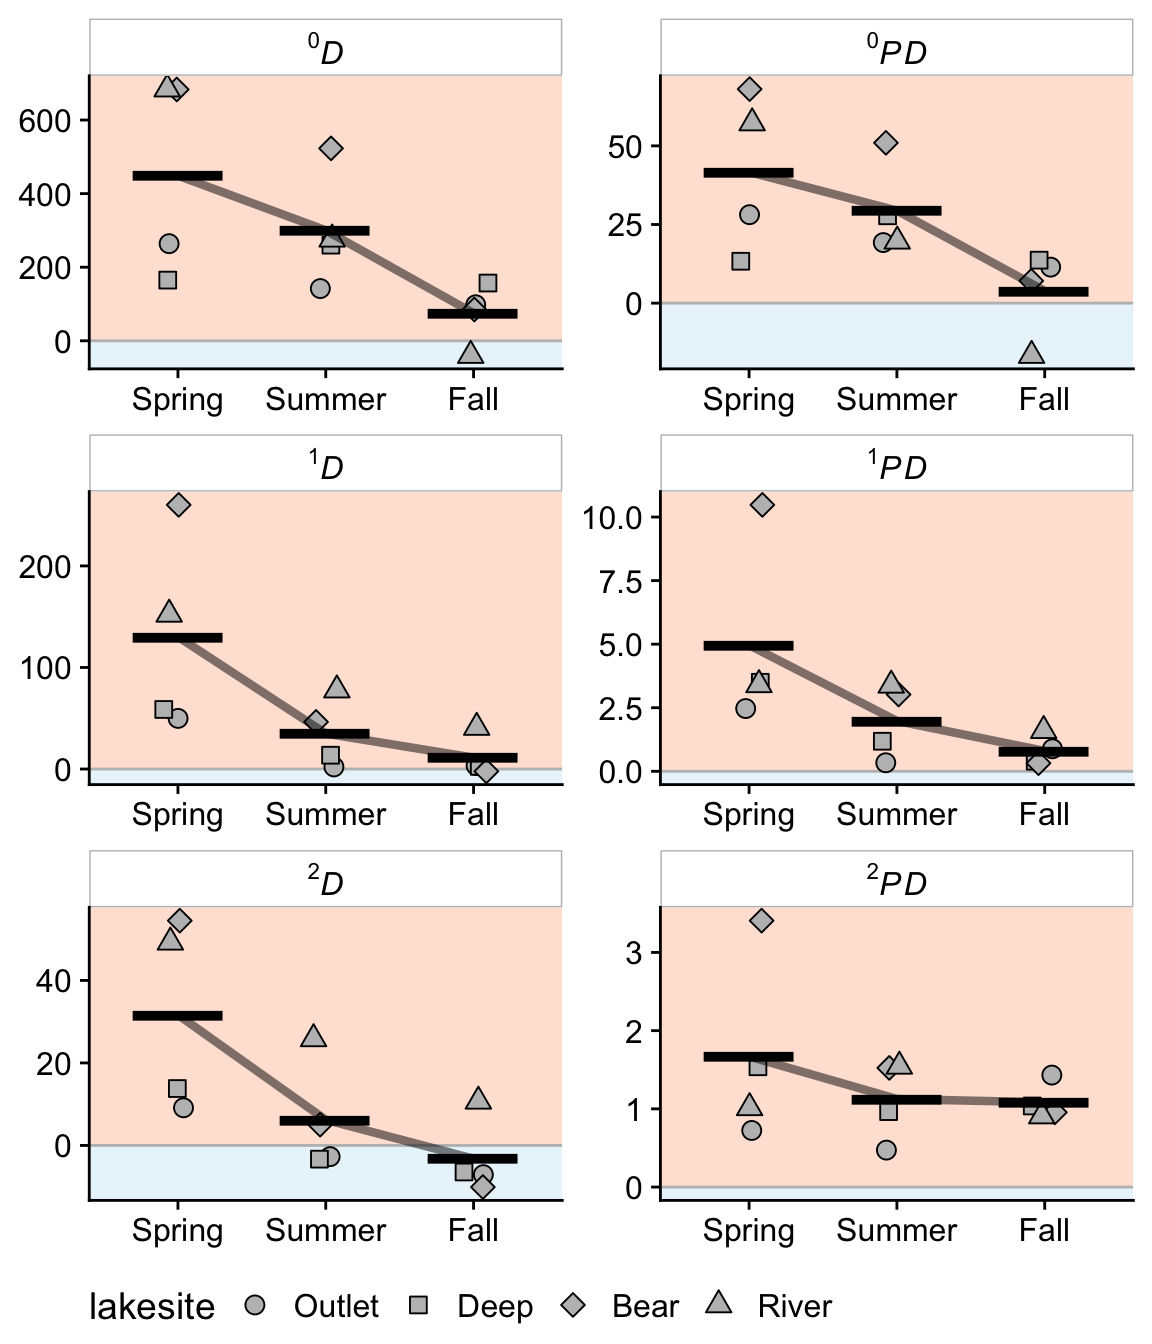 ⁰D
⁰PD
600
400
200
0
Spring Summer Fall
50
25
0
Spring Summer Fall
¹D
¹PD
200
100
0
Spring Summer Fall
10.0
7.5
5.0
2.5
0.0
Spring Summer Fall
²D
²PD
40
20
0
Spring Summer Fall
3
2
1
0
Spring Summer Fall
lakesite Outlet Deep Bear River